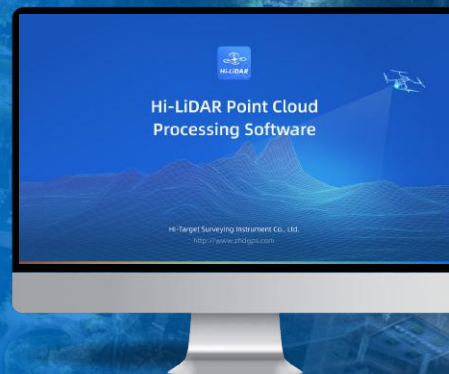 Hi-LiDAR
Hi-LiDAR Point Cloud
Processing Software
Hi-Target Surveying Instrument Co., Ltd.
http://www.zhdgps.com